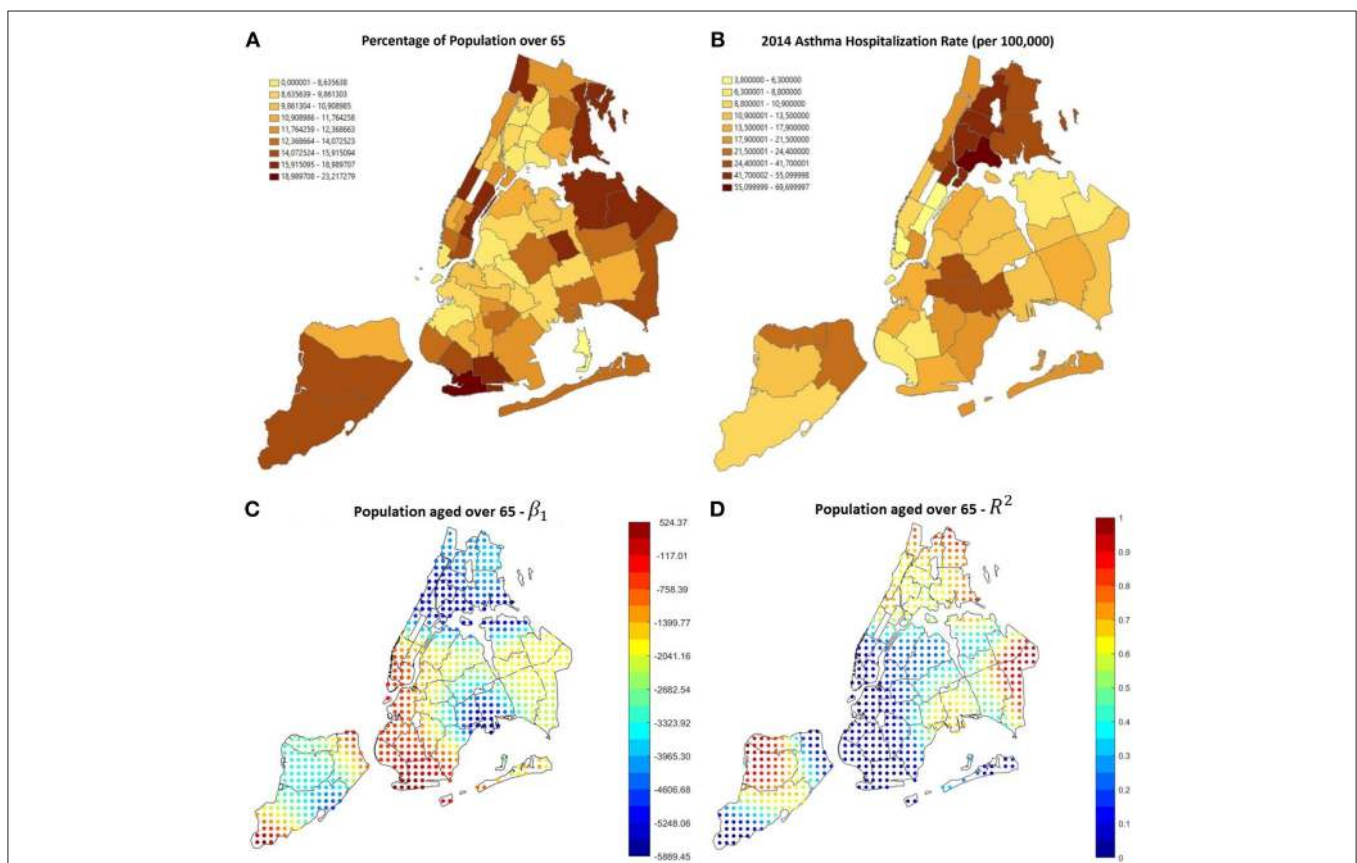 A
Percentage of Population over 65
0,000001 - 8,635638
8,635639 - 9,861303
9,861304 - 10,908985
10,908986 - 11,764258
11,764259 - 12,368663
12,368664 - 14,072523
14,072524 - 15,915094
15,915095 - 18,989707
18,989708 - 23,217279
B
2014 Asthma Hospitalization Rate (per 100,000)
3,800000 - 6,300000
6,300001 - 8,800000
8,800001 - 10,900000
10,900001 - 13,500000
13,500001 - 17,900000
17,900001 - 21,500000
21,500001 - 24,400000
24,400001 - 41,700001
41,700002 - 55,099998
55,099999 - 69,699997
C
Population aged over 65 - β₁
524.37
-117.01
-758.39
-1399.77
-2041.16
-2682.54
-3323.92
-3965.30
-4606.68
-5248.06
-5889.45
D
Population aged over 65 - R²
1
0.9
0.8
0.7
0.6
0.5
0.4
0.3
0.2
0.1
0